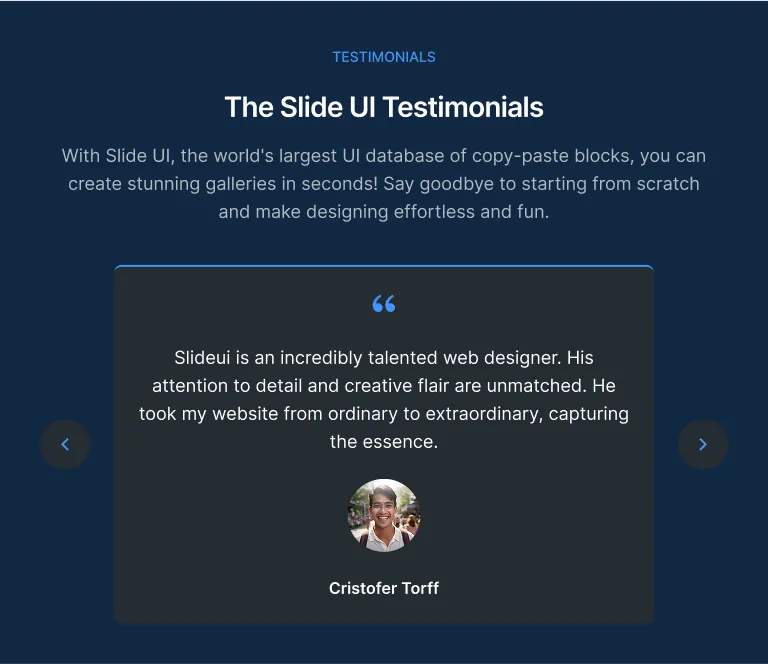 TESTIMONIALS
The Slide UI Testimonials
With Slide UI, the world's largest UI database of copy-paste blocks, you can
create stunning galleries in seconds! Say goodbye to starting from scratch
and make designing effortless and fun.
“
Slideui is an incredibly talented web designer. His
attention to detail and creative flair are unmatched. He
took my website from ordinary to extraordinary, capturing
the essence.
Cristofer Torff